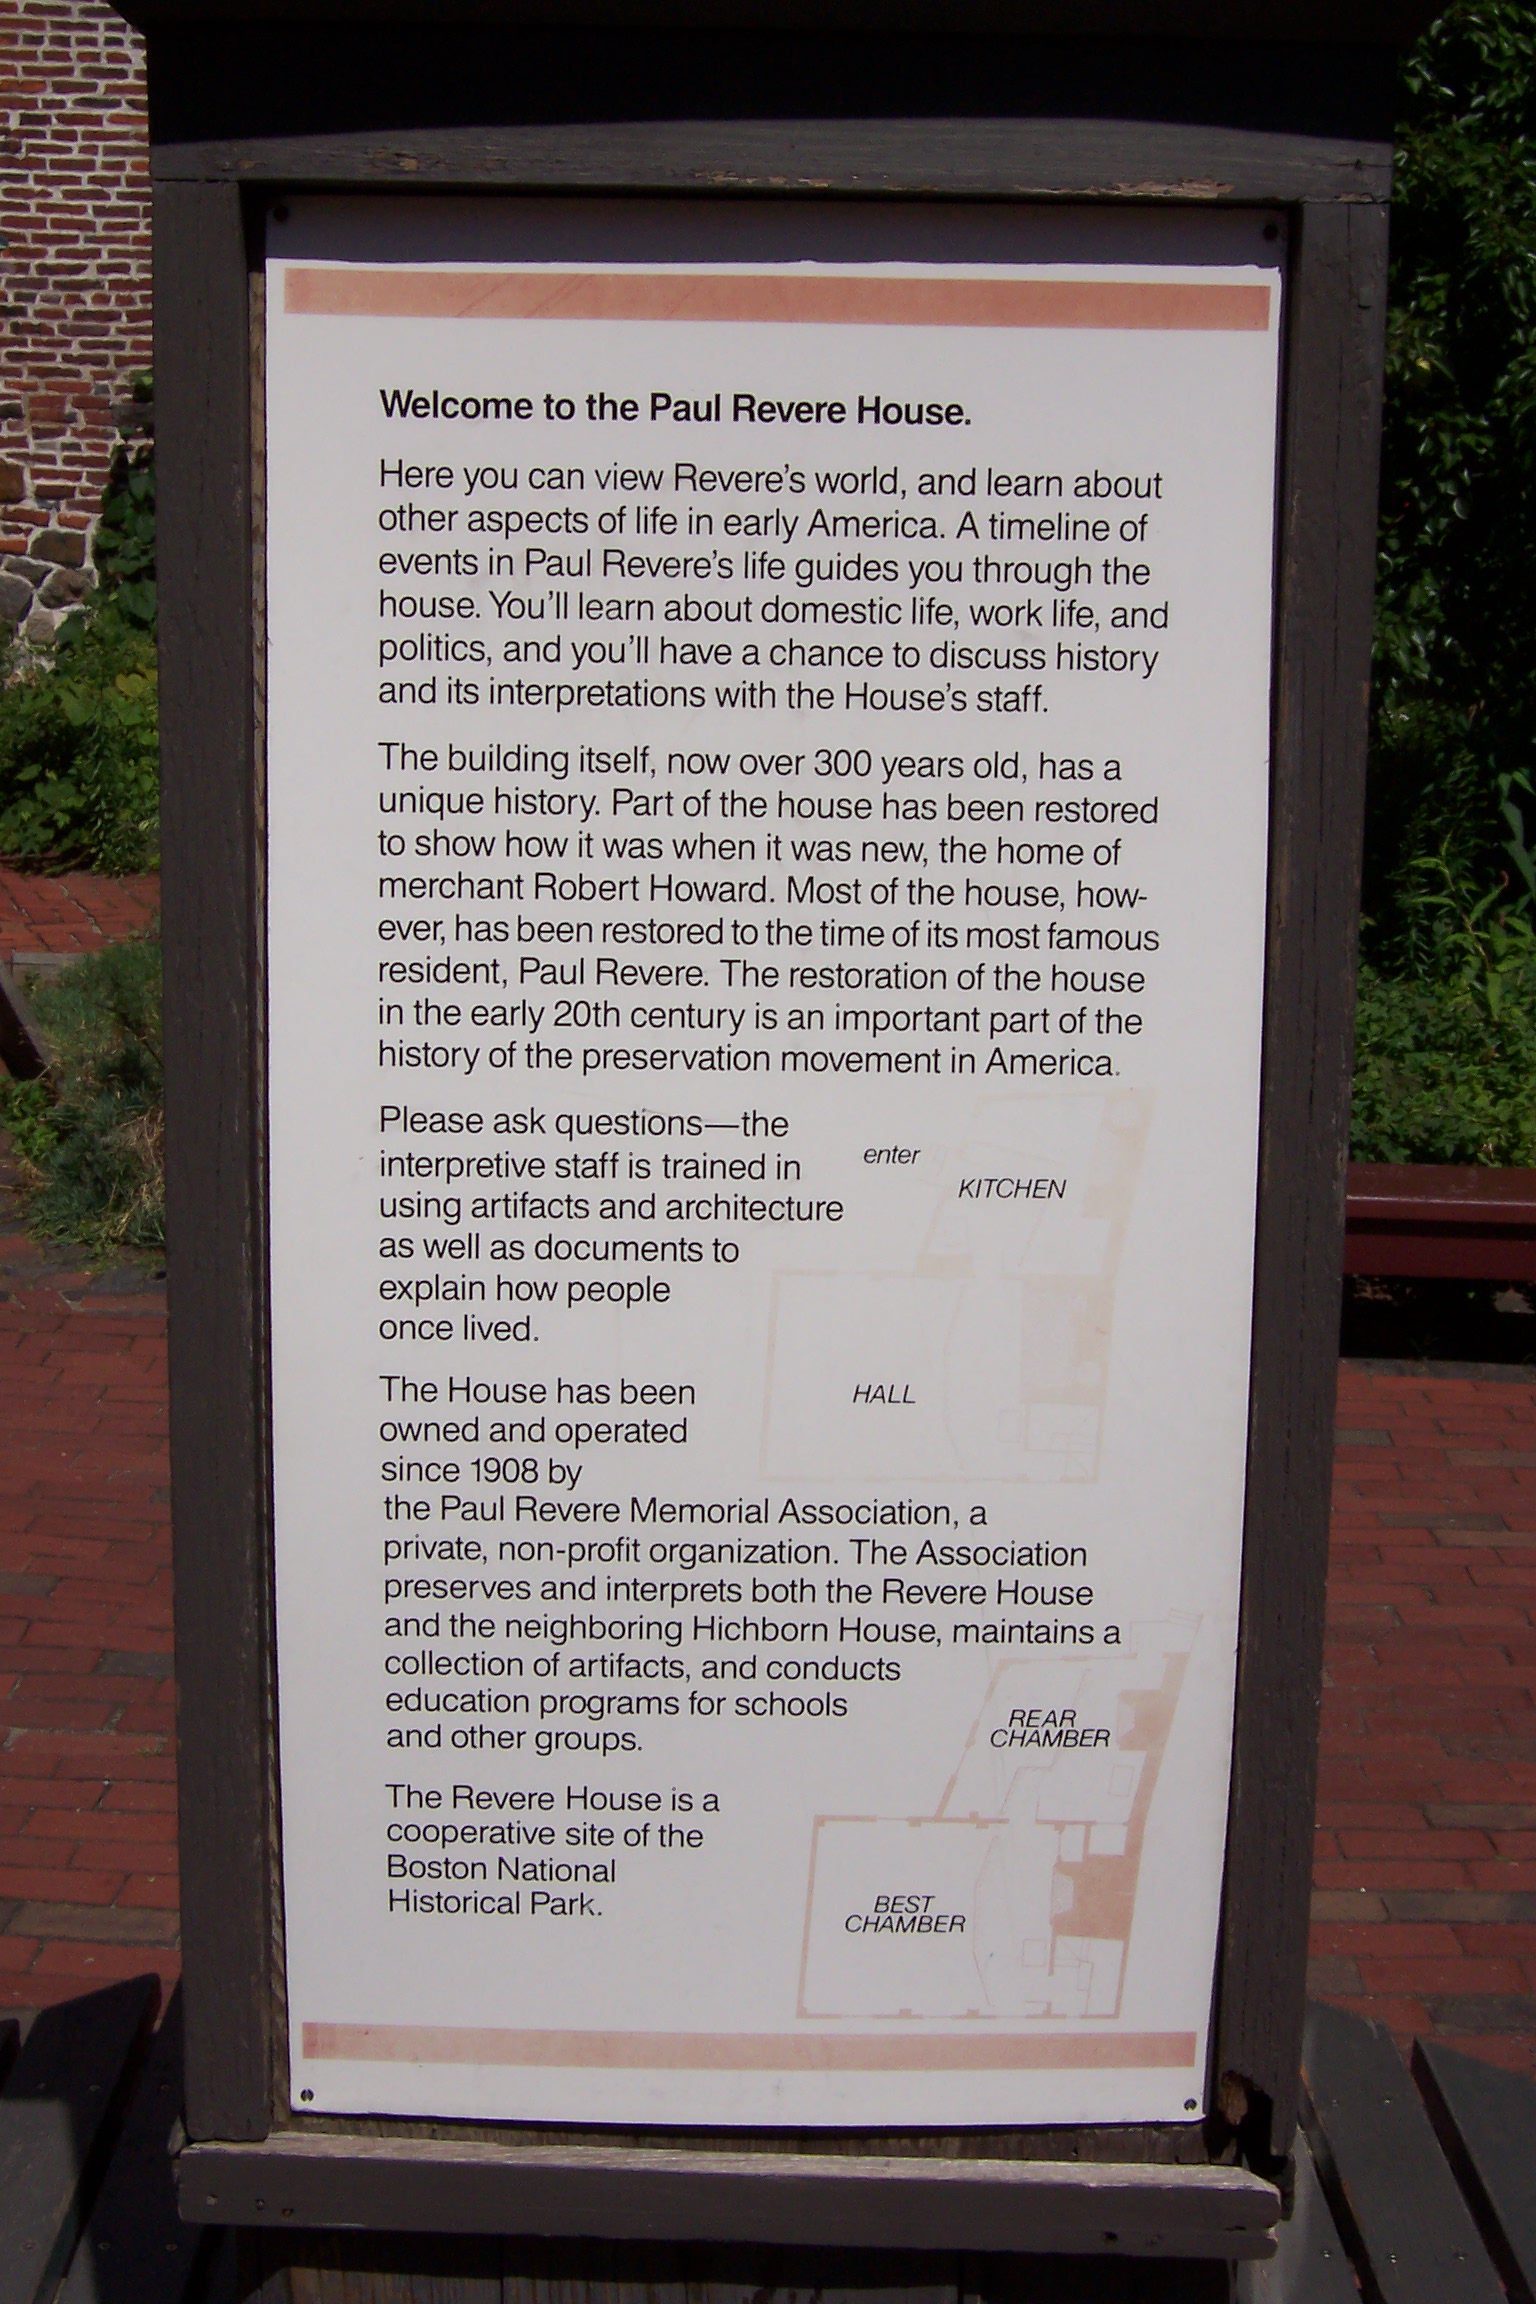 Welcome to the Paul Revere House.
Here you can view Revere's world, and learn about
other aspects of life in early America. A timeline of
events in Paul Revere's life guides you through the
house. You'll learn about domestic life, work life, and
politics, and you'll have a chance to discuss history
and its interpretations with the House's staff.
The building itself, now over 300 years old, has a
unique history. Part of the house has been restored
to show how it was when it was new, the home of
merchant Robert Howard. Most of the house, how-
ever, has been restored to the time of its most famous
resident, Paul Revere. The restoration of the house
in the early 20th century is an important part of the
history of the preservation movement in America.
Please ask questions—the
interpretive staff is trained in
using artifacts and architecture
as well as documents to
explain how people
once lived.
enter
KITCHEN
HALL
The House has been
owned and operated
since 1908 by
the Paul Revere Memorial Association, a
private, non-profit organization. The Association
preserves and interprets both the Revere House
and the neighboring Hichborn House, maintains a
collection of artifacts, and conducts
education programs for schools
and other groups.
REAR
CHAMBER
The Revere House is a
cooperative site of the
Boston National
Historical Park.
BEST
CHAMBER